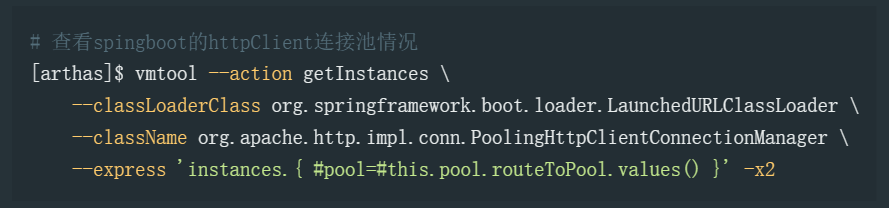 # 查看spingboot的httpClient连接池情况
[arthas]$ vmtool --action getInstances \
--classLoaderClass org.springframework.boot.loader.LaunchedURLClassLoader \
--className org.apache.http.impl.conn.PoolingHttpClientConnectionManager \
--express 'instances.{ #pool=#this.pool.routeToPool.values() }' -x2